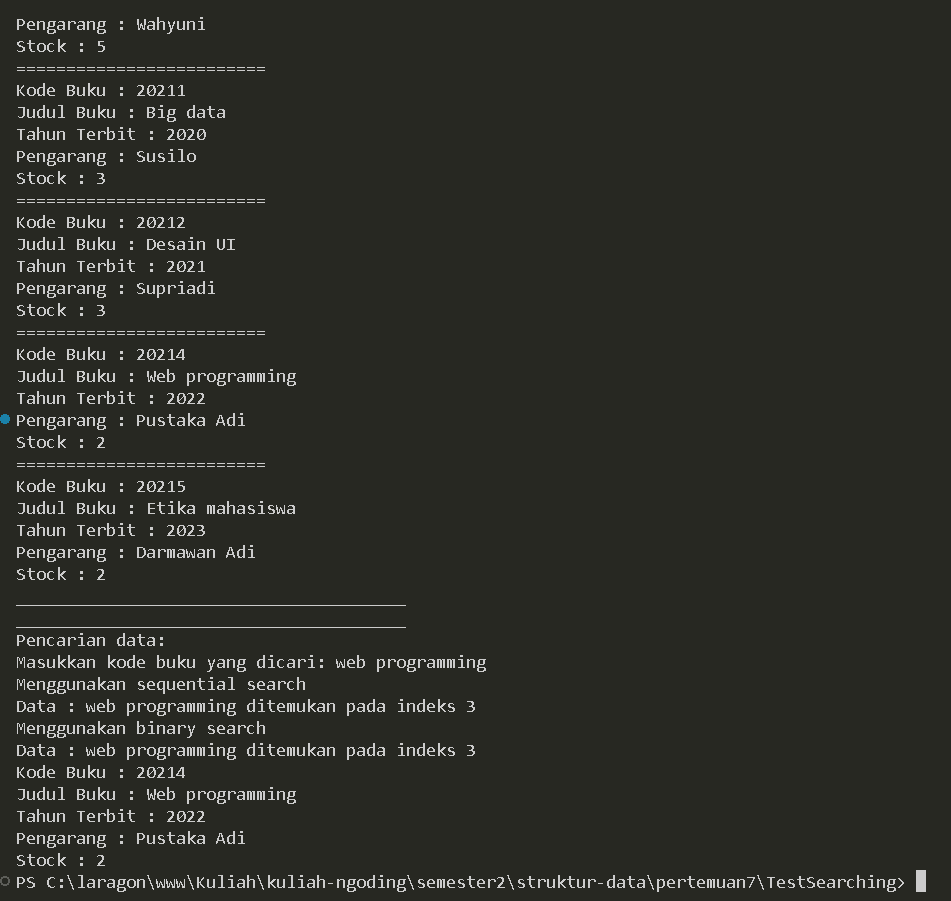 Pengarang : Wahyuni
Stock : 5
=========================
Kode Buku : 20211
Judul Buku : Big data
Tahun Terbit : 2020
Pengarang : Susilo
Stock : 3
=========================
Kode Buku : 20212
Judul Buku : Desain UI
Tahun Terbit : 2021
Pengarang : Supriadi
Stock : 3
=========================
Kode Buku : 20214
Judul Buku : Web programming
Tahun Terbit : 2022
Pengarang : Pustaka Adi
Stock : 2
=========================
Kode Buku : 20215
Judul Buku : Etika mahasiswa
Tahun Terbit : 2023
Pengarang : Darmawan Adi
Stock : 2
_______________________________________
_______________________________________
Pencarian data:
Masukkan kode buku yang dicari: web programming
Menggunakan sequential search
Data : web programming ditemukan pada indeks 3
Menggunakan binary search
Data : web programming ditemukan pada indeks 3
Kode Buku : 20214
Judul Buku : Web programming
Tahun Terbit : 2022
Pengarang : Pustaka Adi
Stock : 2
PS C:\laragon\www\Kuliah\kuliah-ngoding\semester2\struktur-data\pertemuan7\TestSearching>